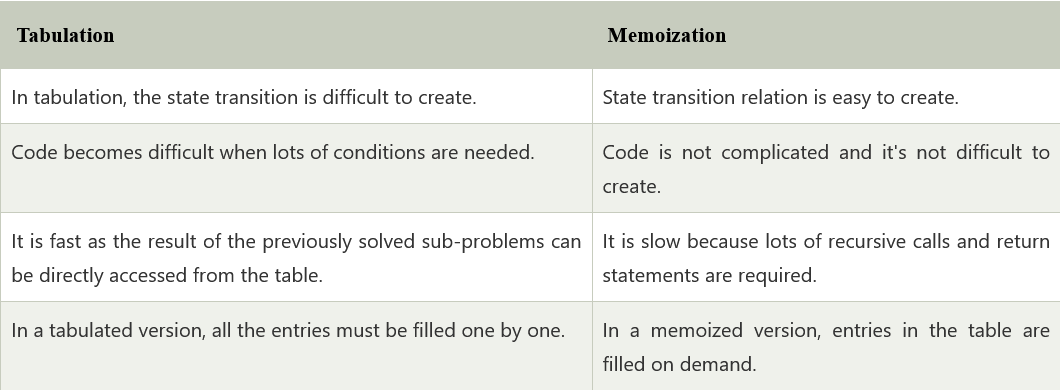 Tabulation
Memoization
In tabulation, the state transition is difficult to create.
State transition relation is easy to create.
Code becomes difficult when lots of conditions are needed.
Code is not complicated and it's not difficult to
create.
It is fast as the result of the previously solved sub-problems can
be directly accessed from the table.
It is slow because lots of recursive calls and return
statements are required.
In a tabulated version, all the entries must be filled one by one.
In a memoized version, entries in the table are
filled on demand.